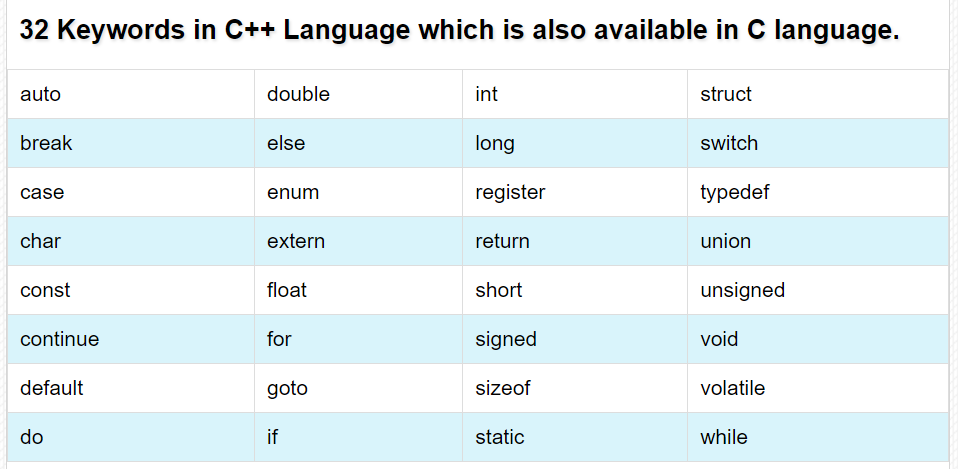 32 Keywords in C++ Language which is also available in C language.
auto double int struct
break else long switch
case enum register typedef
char extern return union
const float short unsigned
continue for signed void
default goto sizeof volatile
do if static while